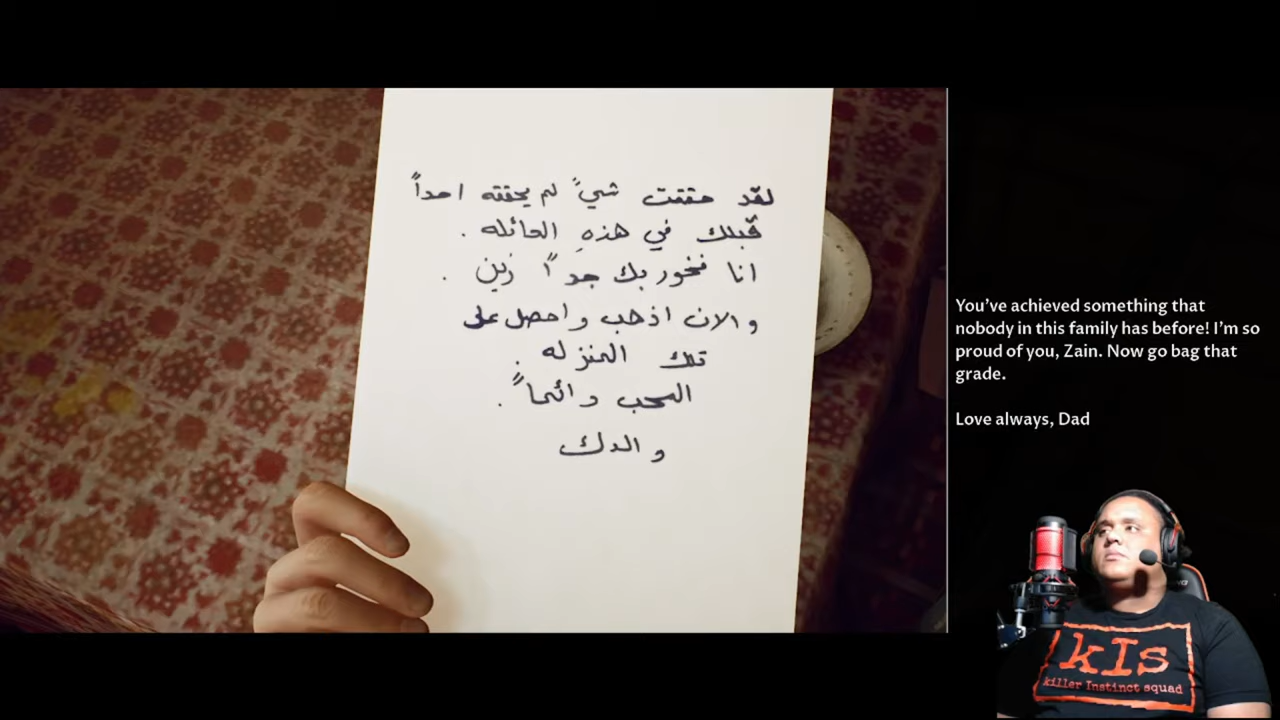 لقد حققت شيً لم يحققه احداً
قبلك في هذهِ العائله .
انا فخور بك جداً زين .
والان اذهب واحصل على
تلك المنزله .
المحب دائماً .
والدك
You've achieved something that
nobody in this family has before! I'm so
proud of you, Zain. Now go bag that
grade.
Love always, Dad
kIs
killer Instinct squad